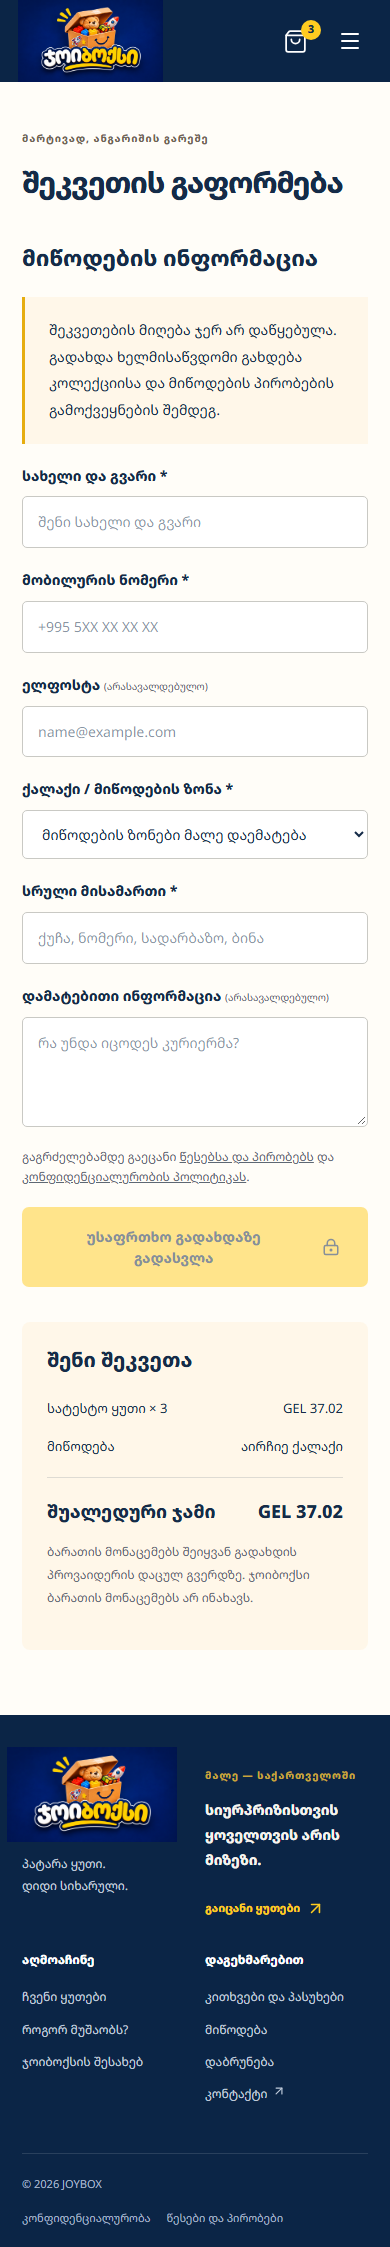 ჯოიბოქსი
3
მარტივად, ანგარიშის გარეშე
შეკვეთის გაფორმება
მიწოდების ინფორმაცია
შეკვეთების მიღება ჯერ არ დაწყებულა.
გადახდა ხელმისაწვდომი გახდება
კოლექციისა და მიწოდების პირობების
გამოქვეყნების შემდეგ.
სახელი და გვარი *
შენი სახელი და გვარი
მობილურის ნომერი *
+995 5XX XX XX XX
ელფოსტა (არასავალდებულო)
name@example.com
ქალაქი / მიწოდების ზონა *
მიწოდების ზონები მალე დაემატება
სრული მისამართი *
ქუჩა, ნომერი, სადარბაზო, ბინა
დამატებითი ინფორმაცია (არასავალდებულო)
რა უნდა იცოდეს კურიერმა?
გაგრძელებამდე გაეცანი წესებსა და პირობებს და
კონფიდენციალურობის პოლიტიკას.
უსაფრთხო გადახდაზე
გადასვლა
შენი შეკვეთა
სატესტო ყუთი × 3 GEL 37.02
მიწოდება აირჩიე ქალაქი
შუალედური ჯამი GEL 37.02
ბარათის მონაცემებს შეიყვან გადახდის
პროვაიდერის დაცულ გვერდზე. ჯოიბოქსი
ბარათის მონაცემებს არ ინახავს.
ჯოიბოქსი
პატარა ყუთი.
დიდი სიხარული.
მალე — საქართველოში
სიურპრიზისთვის
ყოველთვის არის
მიზეზი.
გაიცანი ყუთები
აღმოაჩინე
ჩვენი ყუთები
როგორ მუშაობს?
ჯოიბოქსის შესახებ
დაგეხმარებით
კითხვები და პასუხები
მიწოდება
დაბრუნება
კონტაქტი
© 2026 JOYBOX
კონფიდენციალურობა წესები და პირობები